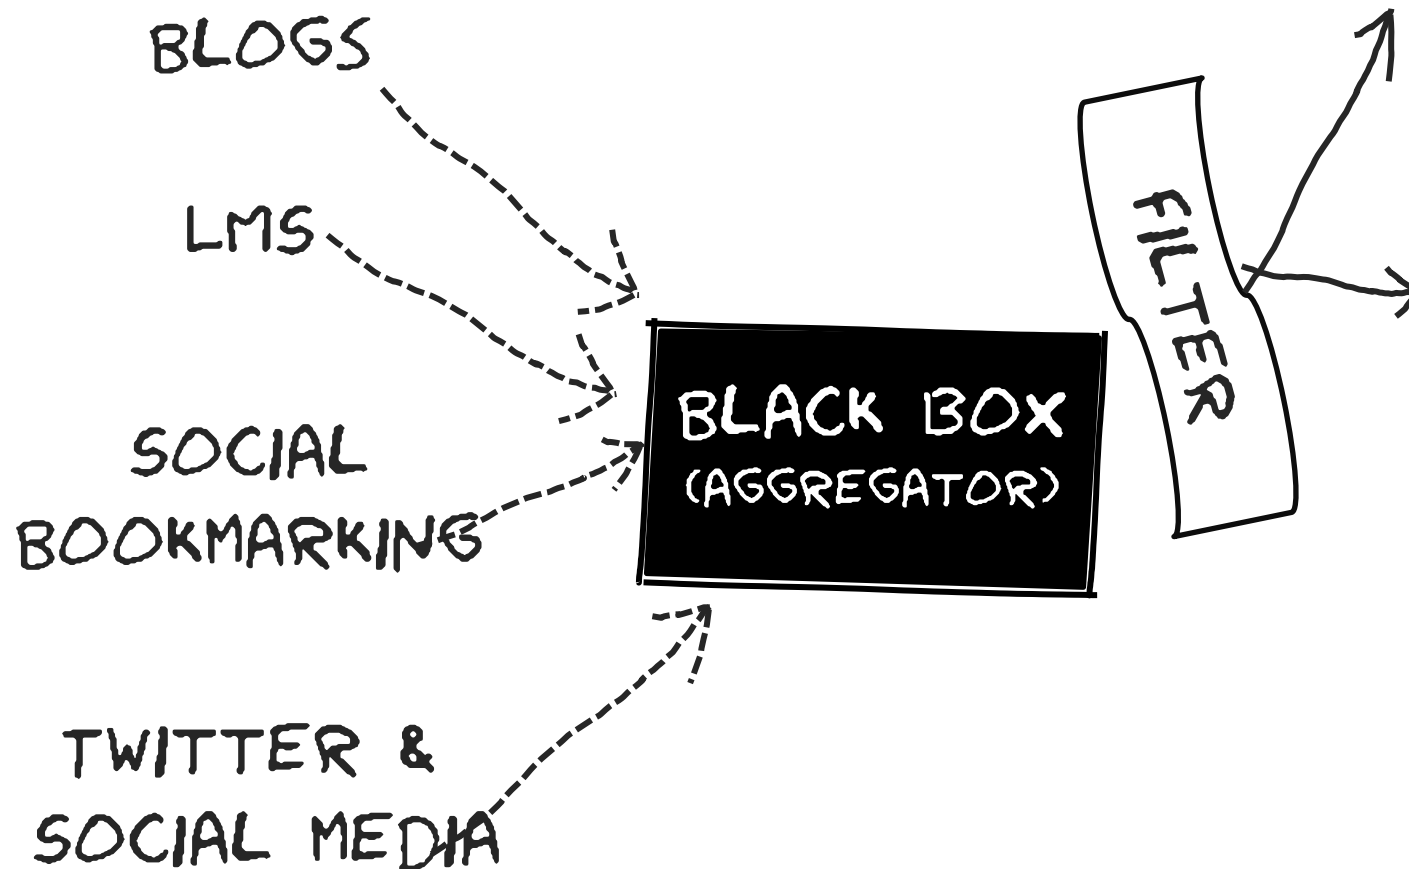 BLOGS
LMS
SOCIAL
BOOKMARKING
TWITTER &
SOCIAL MEDIA
BLACK BOX
(AGGREGATOR)
FILTER